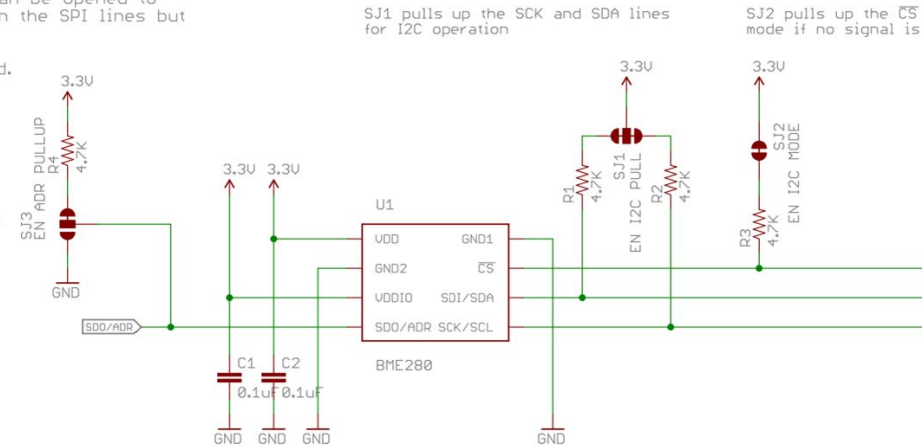 an be opened to
n the SPI lines but
d.
SJ1 pulls up the SCK and SDA lines
for I2C operation
SJ2 pulls up the CS
mode if no signal is
3.3V
R4
4.7K
SJ3
EN ADR PULLUP
GND
SDO/ADR
3.3V
3.3V
C1
0.1uF
C2
0.1uF
GND
GND
GND
U1
VDD
GND2
VDDIO
SDO/ADR
GND1
CS
SDI/SDA
SCK/SCL
BME280
GND
3.3V
SJ1
EN I2C PULL
R1
4.7K
R2
4.7K
3.3V
SJ2
EN I2C MODE
R3
4.7K